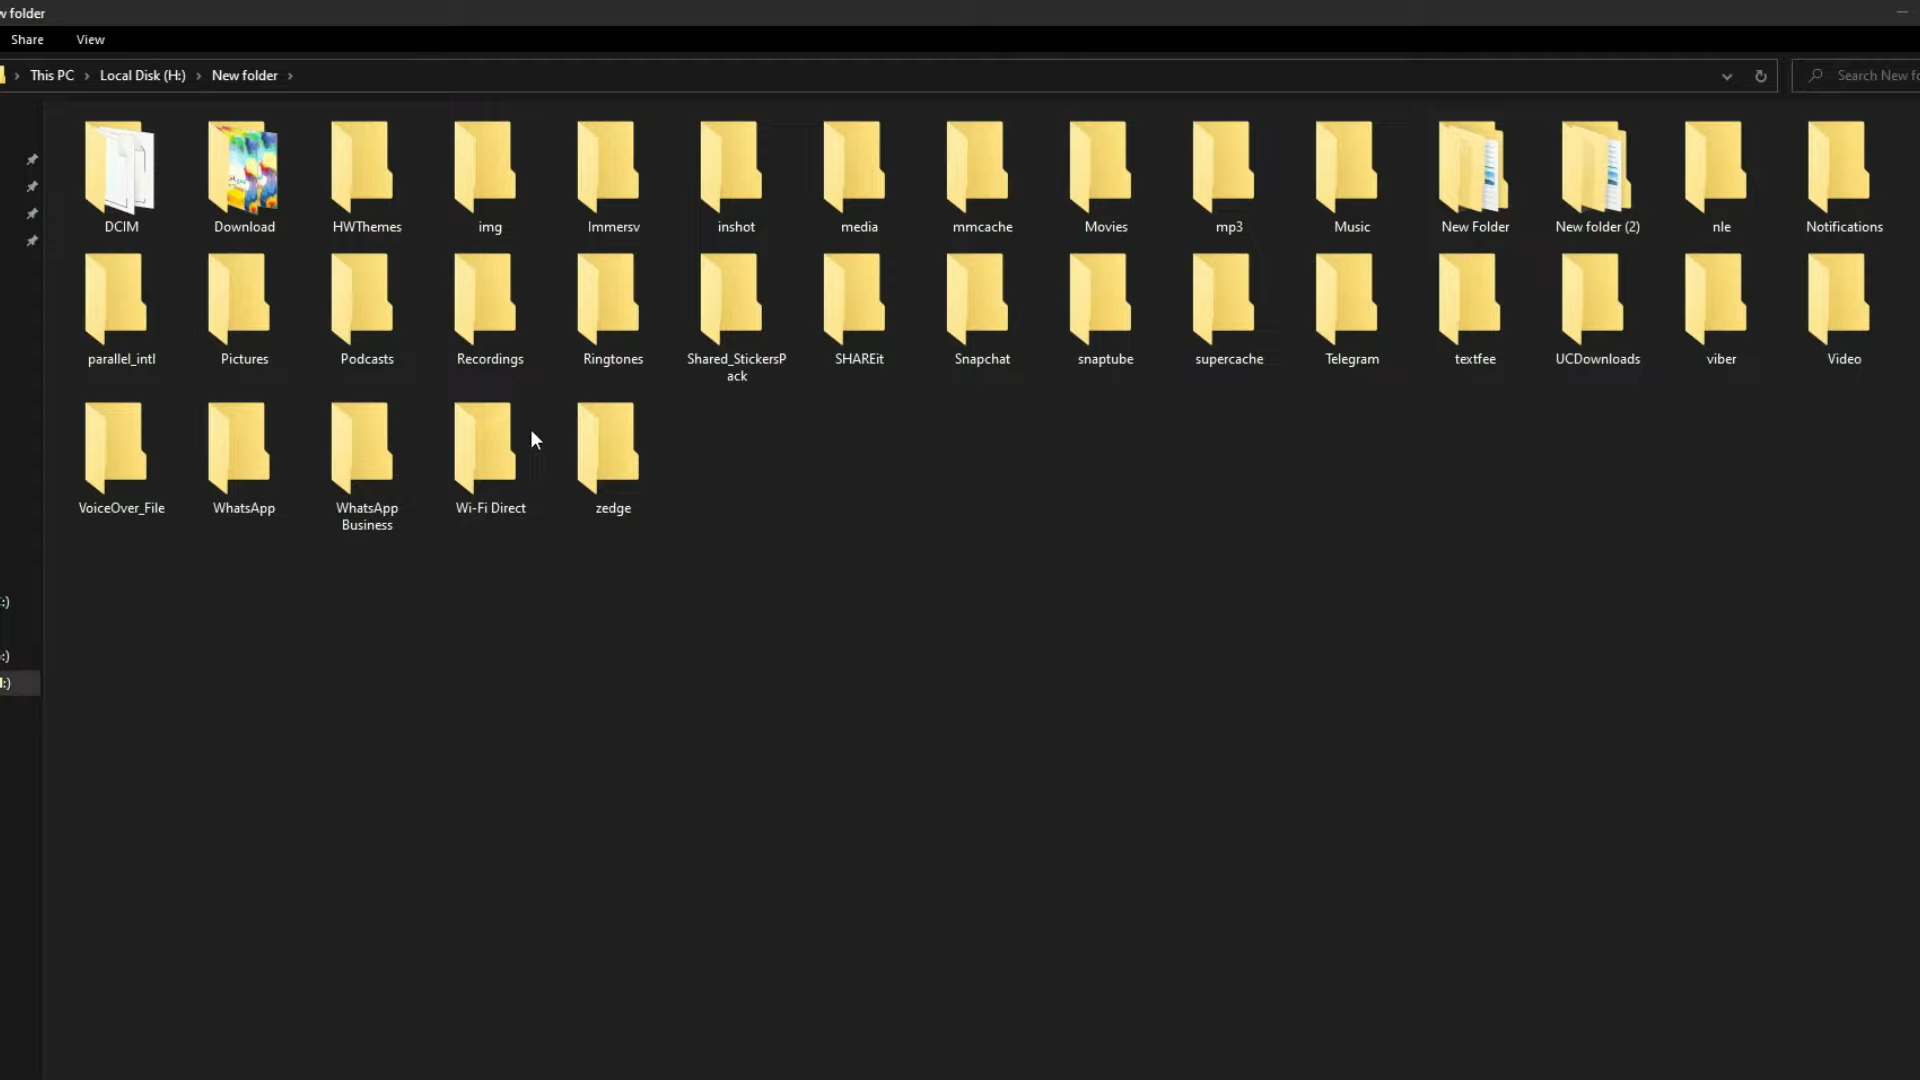 w folder
Share View
This PC Local Disk (H:) New folder
Search New fo
DCIM Download HWThemes img Immersv inshot media mmcache Movies mp3 Music New Folder New folder (2) nle Notifications
parallel_intl Pictures Podcasts Recordings Ringtones Shared_StickersP SHAREit Snapchat snaptube supercache Telegram textfee UCDownloads viber Video
ack
VoiceOver_File WhatsApp WhatsApp Wi-Fi Direct zedge
Business
:)
:)
:)